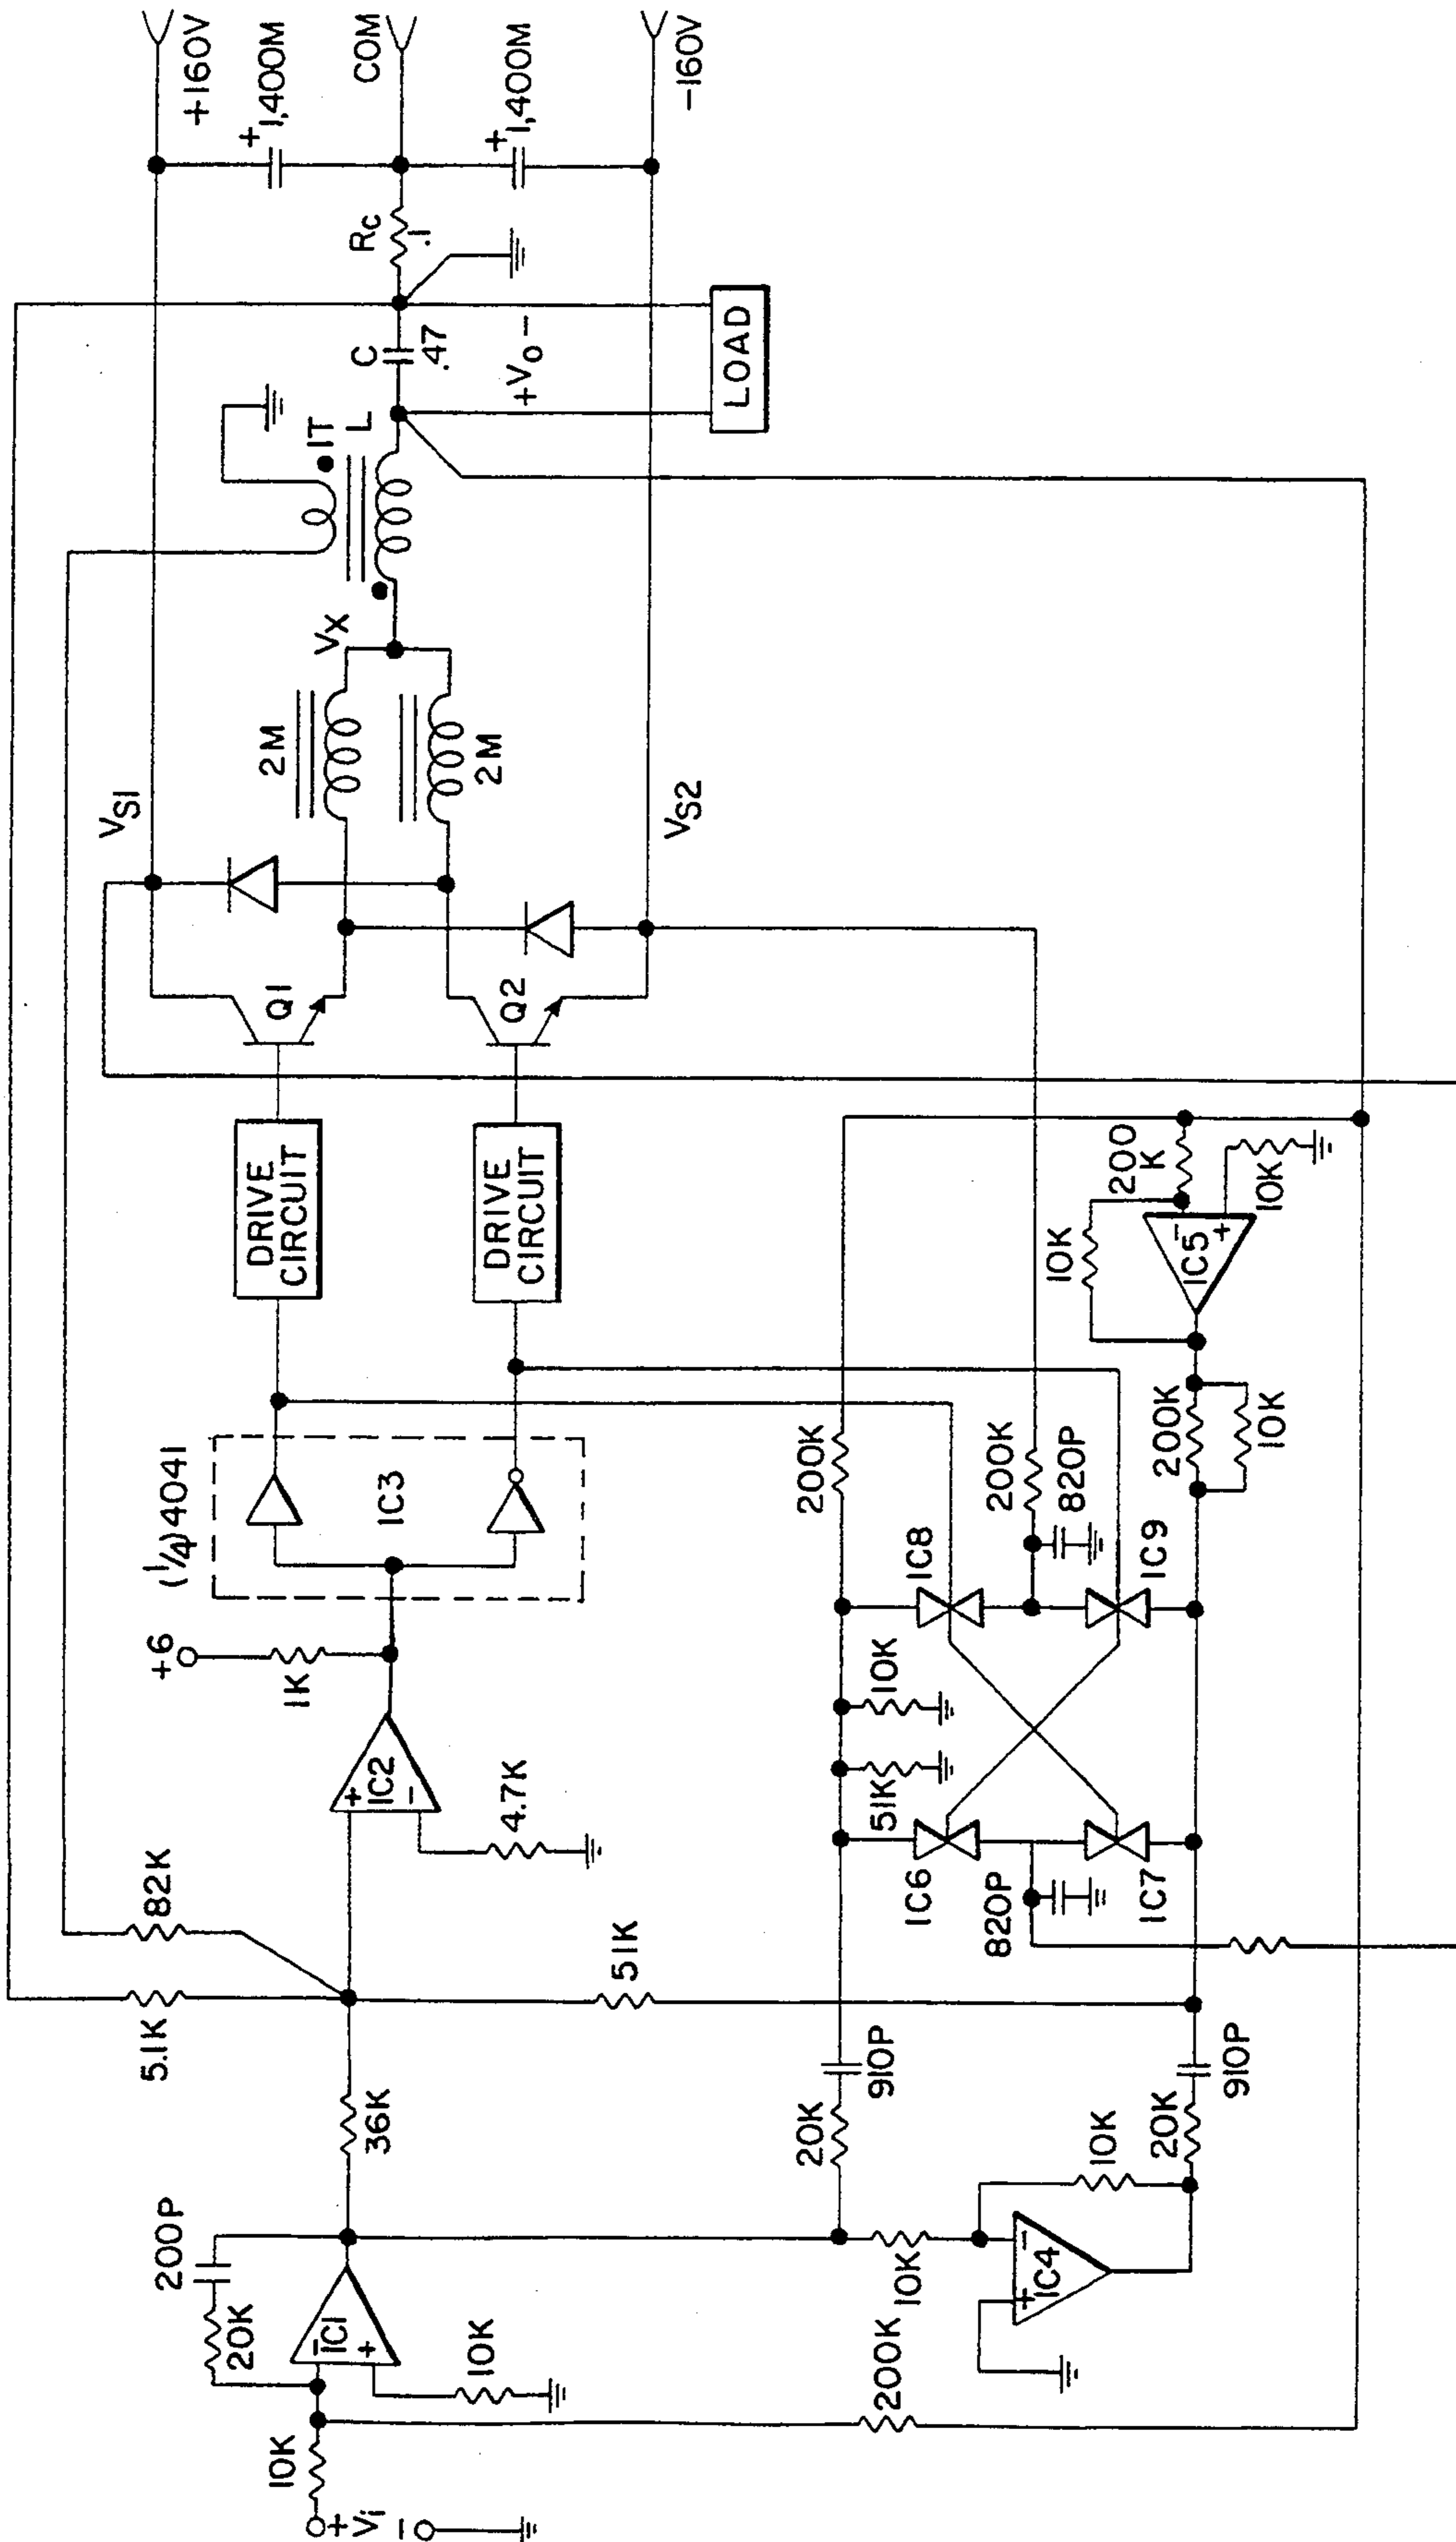 5.1K
82K
(1/4) 4041
VS1
+160V
200P
20K
+6
1K
DRIVE
CIRCUIT
Q1
2M
1T
L
+
1,400M
10K
+
Vi
−
−
IC1
+
36K
+
IC2
−
IC3
VX
C
.47
RC
.1
COM
10K
4.7K
DRIVE
CIRCUIT
Q2
2M
+Vo −
+
1,400M
51K
VS2
−160V
LOAD
20K
910P
51K
10K
200K
200K
IC6
IC8
10K
200K
820P
200K
820P
+
−
IC4
10K
20K
910P
IC7
IC9
200K
10K
10K
−
IC5
+
200
K
10K